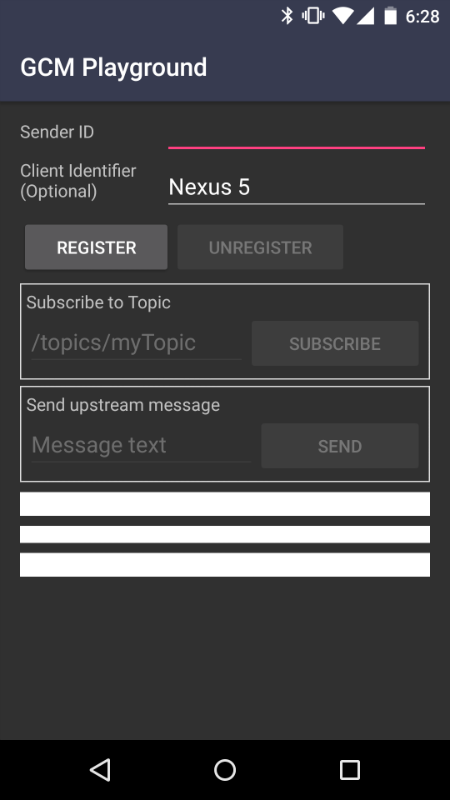 6:28
GCM Playground
Sender ID
Client Identifier
(Optional)
Nexus 5
REGISTER
UNREGISTER
Subscribe to Topic
/topics/myTopic
SUBSCRIBE
Send upstream message
Message text
SEND